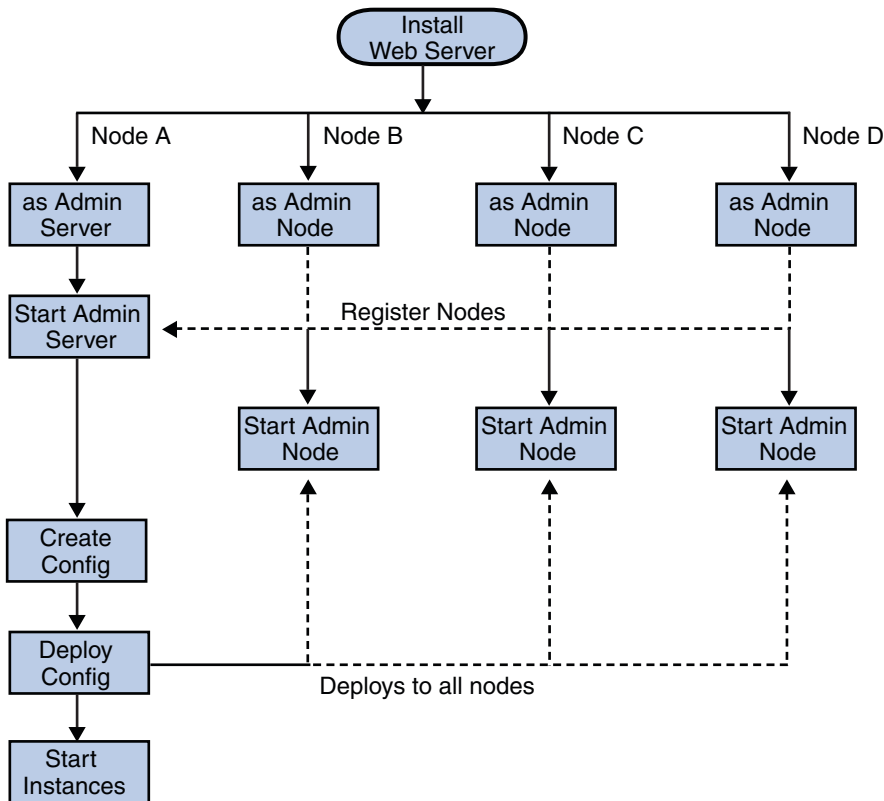 Install
Web Server
Node A
Node B
Node C
Node D
as Admin
Server
as Admin
Node
as Admin
Node
as Admin
Node
Start Admin
Server
Register Nodes
Start Admin
Node
Start Admin
Node
Start Admin
Node
Create
Config
Deploy
Config
Deploys to all nodes
Start
Instances